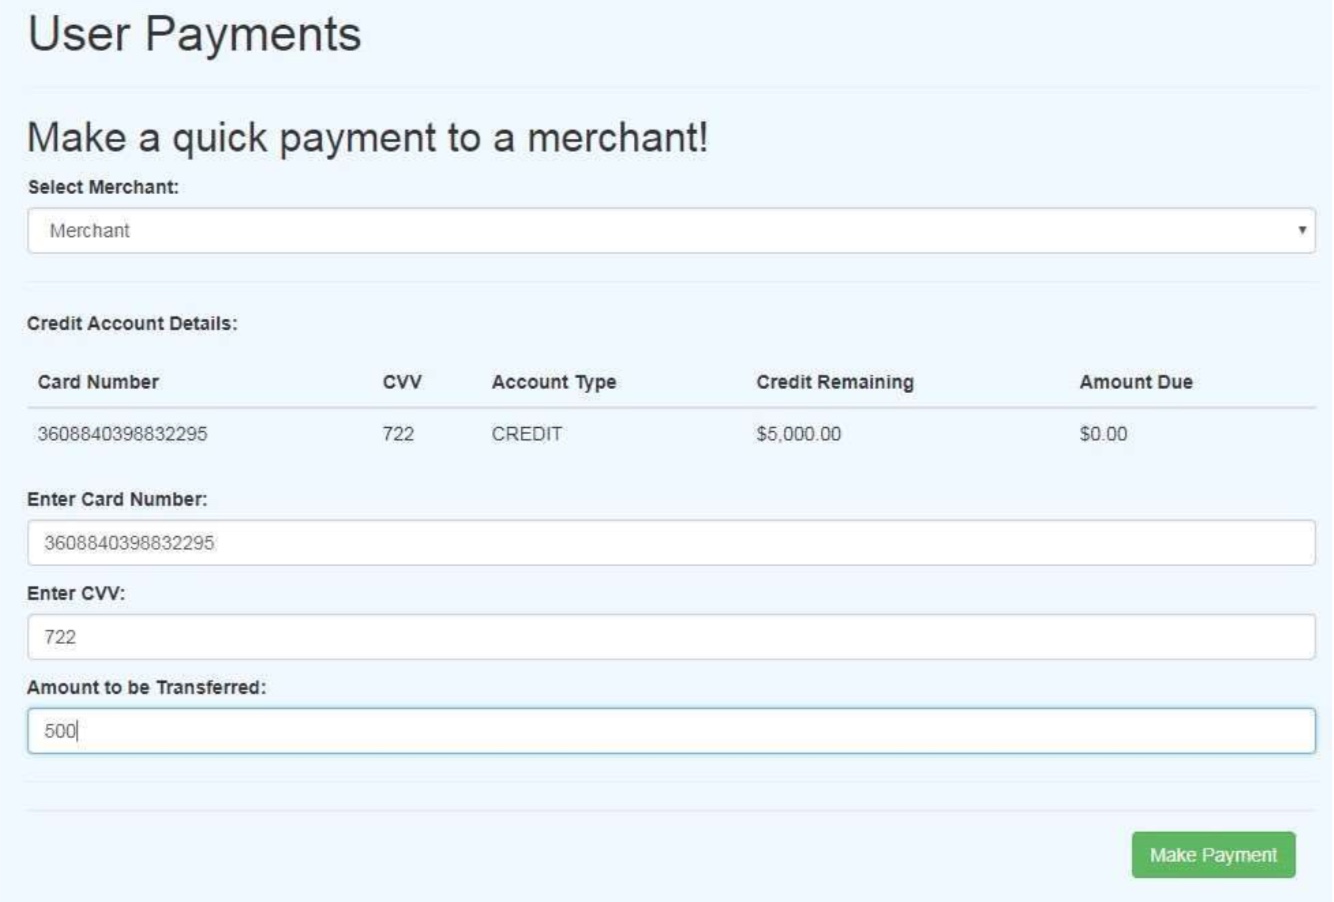 User Payments
Make a quick payment to a merchant!
Select Merchant:
Merchant
Credit Account Details:
Card Number CVV Account Type Credit Remaining Amount Due
3608840398832295 722 CREDIT $5,000.00 $0.00
Enter Card Number:
3608840398832295
Enter CVV:
722
Amount to be Transferred:
500
Make Payment